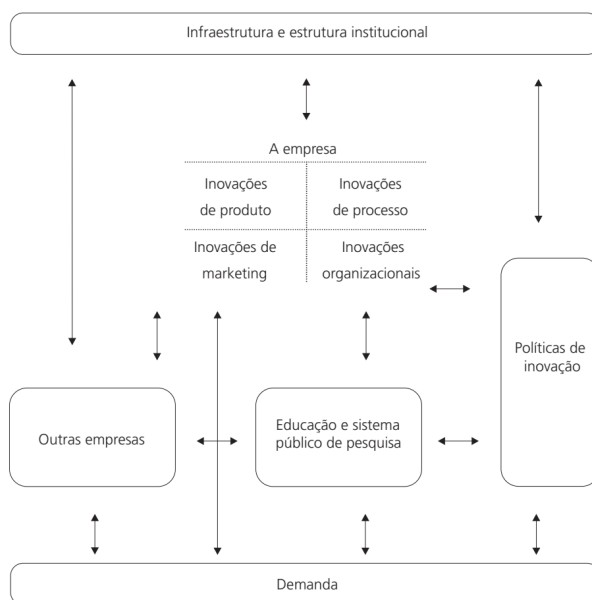 Infraestrutura e estrutura institucional
A empresa
Inovações
de produto
Inovações
de processo
Inovações de
marketing
Inovações
organizacionais
Políticas de
inovação
Outras empresas
Educação e sistema
público de pesquisa
Demanda